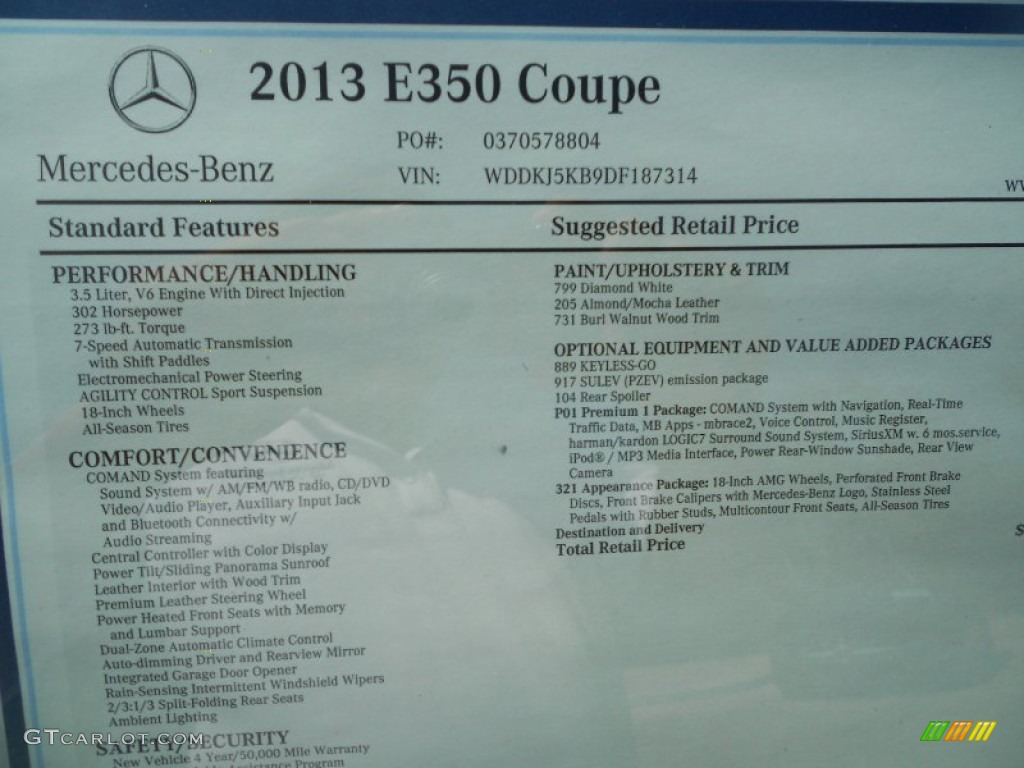 2013 E350 Coupe
PO#: 0370578804
Mercedes-Benz
VIN: WDDKJ5KB9DF187314
Standard Features
PERFORMANCE/HANDLING
3.5 Liter, V6 Engine With Direct Injection
302 Horsepower
273 lb-ft. Torque
7-Speed Automatic Transmission
with Shift Paddles
Electromechanical Power Steering
AGILITY CONTROL Sport Suspension
18-Inch Wheels
All-Season Tires
COMFORT/CONVENIENCE
COMAND System featuring
Sound System w/ AM/FM/WB radio, CD/DVD
Video/Audio Player, Auxiliary Input Jack
and Bluetooth Connectivity w/
Audio Streaming
Central Controller with Color Display
Power Tilt/Sliding Panorama Sunroof
Leather Interior with Wood Trim
Premium Leather Steering Wheel
Power Heated Front Seats with Memory
and Lumbar Support
Dual-Zone Automatic Climate Control
Auto-dimming Driver and Rearview Mirror
Integrated Garage Door Opener
Rain-Sensing Intermittent Windshield Wipers
2/3:1/3 Split-Folding Rear Seats
Ambient Lighting
SAFETY/SECURITY
New Vehicle 4 Year/50,000 Mile Warranty
Assistance Program
Suggested Retail Price
PAINT/UPHOLSTERY & TRIM
799 Diamond White
205 Almond/Mocha Leather
731 Burl Walnut Wood Trim
OPTIONAL EQUIPMENT AND VALUE ADDED PACKAGES
889 KEYLESS-GO
917 SULEV (PZEV) emission package
104 Rear Spoiler
P01 Premium 1 Package: COMAND System with Navigation, Real-Time
Traffic Data, MB Apps - mbrace2, Voice Control, Music Register,
harman/kardon LOGIC7 Surround Sound System, SiriusXM w. 6 mos.service,
iPod® / MP3 Media Interface, Power Rear-Window Sunshade, Rear View
Camera
321 Appearance Package: 18-Inch AMG Wheels, Perforated Front Brake
Discs, Front Brake Calipers with Mercedes-Benz Logo, Stainless Steel
Pedals with Rubber Studs, Multicontour Front Seats, All-Season Tires
Destination and Delivery
Total Retail Price
$
GTcarlot.com